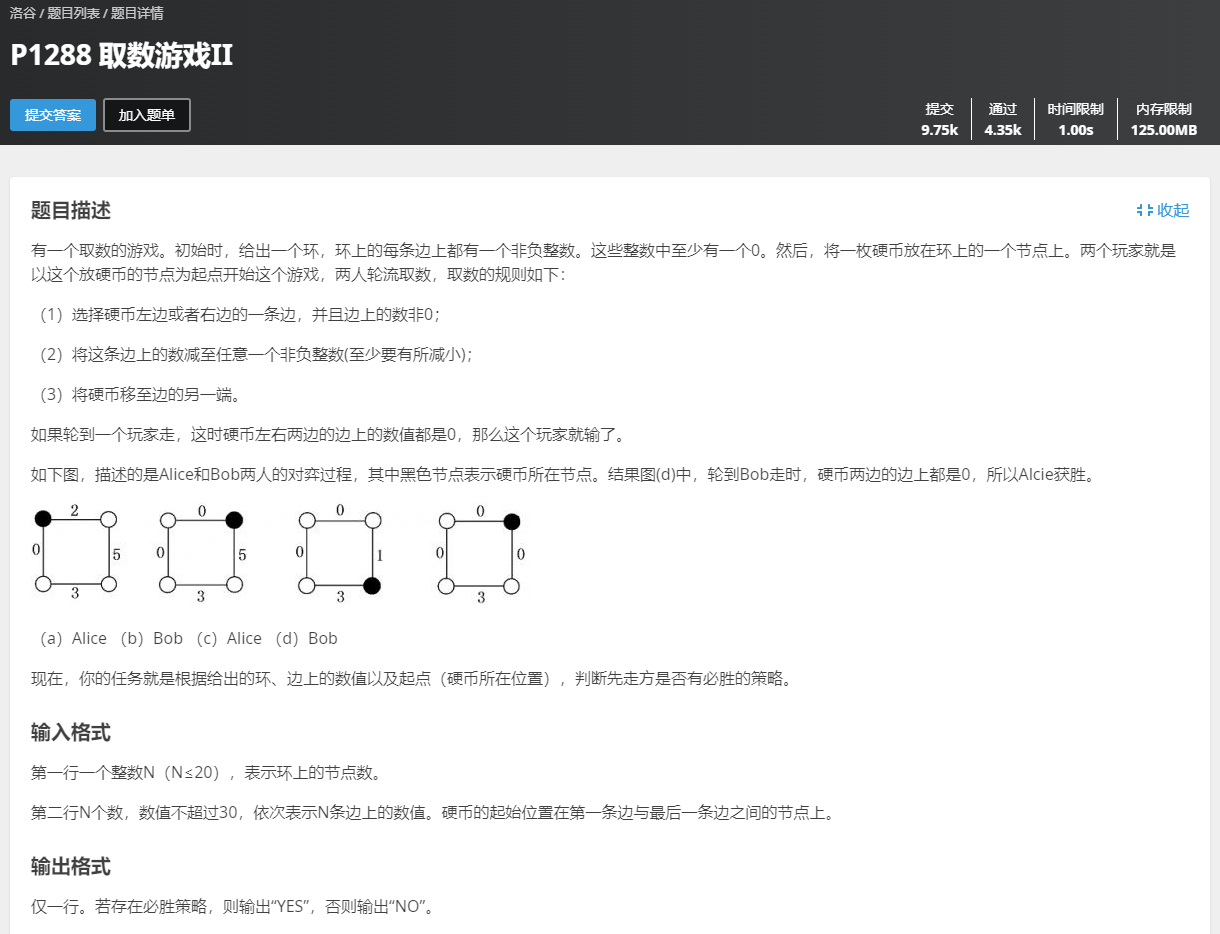 洛谷 / 题目列表 / 题目详情
P1288 取数游戏II
提交答案 加入题单
提交 通过 时间限制 内存限制
9.75k 4.35k 1.00s 125.00MB
题目描述 收起
有一个取数的游戏。初始时，给出一个环，环上的每条边上都有一个非负整数。这些整数中至少有一个0。然后，将一枚硬币放在环上的一个节点上。两个玩家就是
以这个放硬币的节点为起点开始这个游戏，两人轮流取数，取数的规则如下：
（1）选择硬币左边或者右边的一条边，并且边上的数非0；
（2）将这条边上的数减至任意一个非负整数(至少要有所减小)；
（3）将硬币移至边的另一端。
如果轮到一个玩家走，这时硬币左右两边的边上的数值都是0，那么这个玩家就输了。
如下图，描述的是Alice和Bob两人的对弈过程，其中黑色节点表示硬币所在节点。结果图(d)中，轮到Bob走时，硬币两边的边上都是0，所以Alcie获胜。
2 0 0 0
0 5 0 5 0 1 0 0
3 3 3 3
（a）Alice （b）Bob （c）Alice （d）Bob
现在，你的任务就是根据给出的环、边上的数值以及起点（硬币所在位置），判断先走方是否有必胜的策略。
输入格式
第一行一个整数N（N≤20），表示环上的节点数。
第二行N个数，数值不超过30，依次表示N条边上的数值。硬币的起始位置在第一条边与最后一条边之间的节点上。
输出格式
仅一行。若存在必胜策略，则输出“YES”，否则输出“NO”。